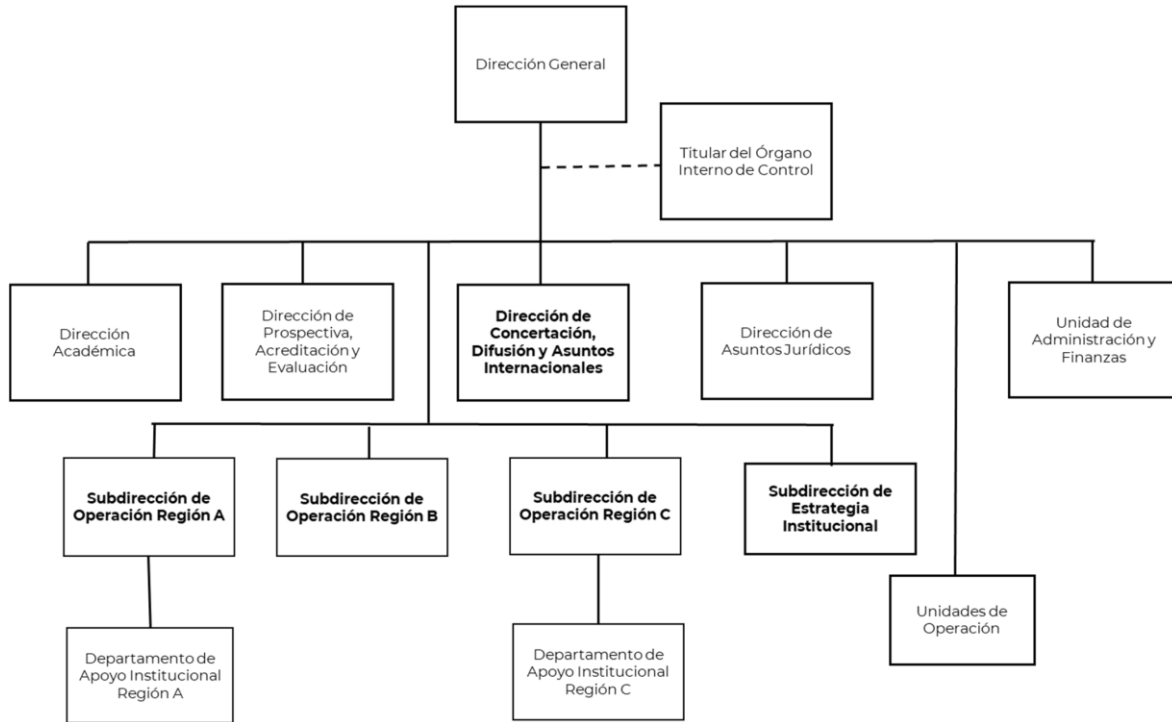 Dirección General
Titular del Órgano
Interno de Control
Dirección
Académica
Dirección de
Prospectiva,
Acreditación y
Evaluación
Dirección de
Concertación,
Difusión y Asuntos
Internacionales
Dirección de
Asuntos Jurídicos
Unidad de
Administración y
Finanzas
Subdirección de
Operación Región A
Subdirección de
Operación Región B
Subdirección de
Operación Región C
Subdirección de
Estrategia
Institucional
Unidades de
Operación
Departamento de
Apoyo Institucional
Región A
Departamento de
Apoyo Institucional
Región C